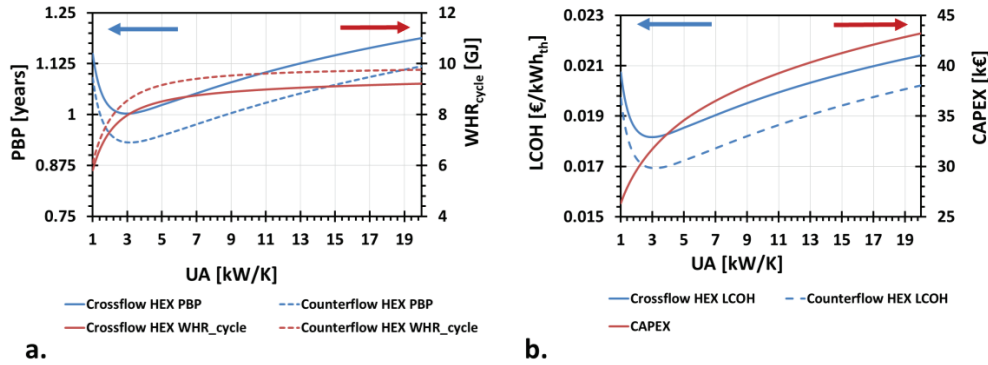 1.25
1.125
1
0.875
0.75
PBP [years]
12
10
8
6
4
WHRcycle [GJ]
1 3 5 7 9 11 13 15 17 19
UA [kW/K]
Crossflow HEX PBP
Counterflow HEX PBP
Crossflow HEX WHR_cycle
Counterflow HEX WHR_cycle
a.
0.023
0.021
0.019
0.017
0.015
LCOH [€/kWhth]
45
40
35
30
25
CAPEX [k€]
1 3 5 7 9 11 13 15 17 19
UA [kW/K]
Crossflow HEX LCOH
Counterflow HEX LCOH
CAPEX
b.